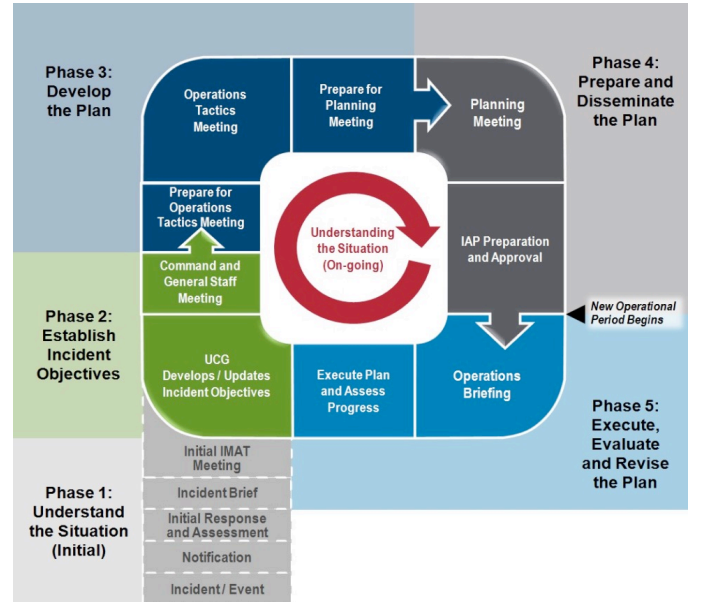 Phase 3:
Develop
the Plan
Operations
Tactics
Meeting
Prepare for
Planning
Meeting
Planning
Meeting
Phase 4:
Prepare and
Disseminate
the Plan
Prepare for
Operations
Tactics Meeting
Understanding
the Situation
(On-going)
IAP Preparation
and Approval
Command and
General Staff
Meeting
Phase 2:
Establish
Incident
Objectives
New Operational
Period Begins
UCG
Develops / Updates
Incident Objectives
Execute Plan
and Assess
Progress
Operations
Briefing
Phase 5:
Execute,
Evaluate
and Revise
the Plan
Phase 1:
Understand
the Situation
(Initial)
Initial IMAT
Meeting
Incident Brief
Initial Response
and Assessment
Notification
Incident / Event